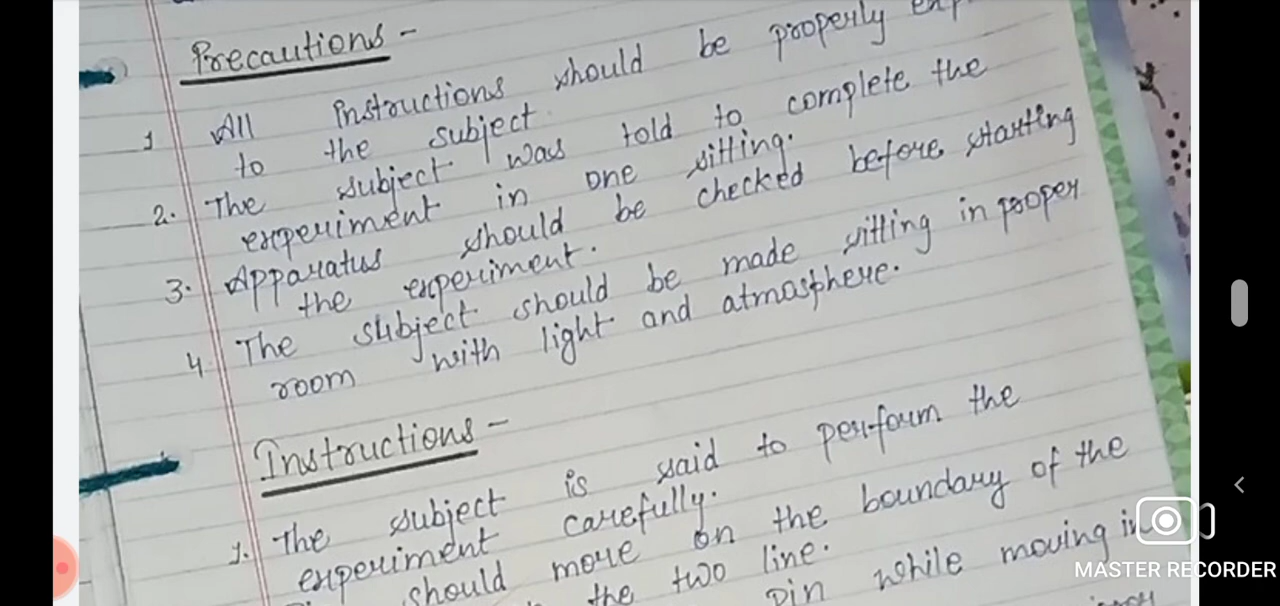 Precautions -
1 All Instructions should be properly
to the subject.
2. The subject was told to complete the
experiment in one sitting.
3. Apparatus should be checked before starting
the experiment.
4. The subject should be made sitting in proper
room with light and atmasphere.
Instructions -
1. The subject is said to perform the
experiment carefully.
should move on the boundary of the
the two line.
pin while moving in
MASTER RECORDER